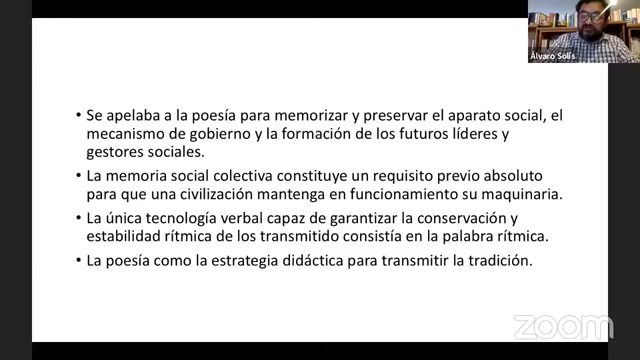 Álvaro Solís
• Se apelaba a la poesía para memorizar y preservar el aparato social, el
mecanismo de gobierno y la formación de los futuros líderes y
gestores sociales.
• La memoria social colectiva constituye un requisito previo absoluto
para que una civilización mantenga en funcionamiento su maquinaria.
• La única tecnología verbal capaz de garantizar la conservación y
estabilidad rítmica de los transmitido consistía en la palabra rítmica.
• La poesía como la estrategia didáctica para transmitir la tradición.
zoom